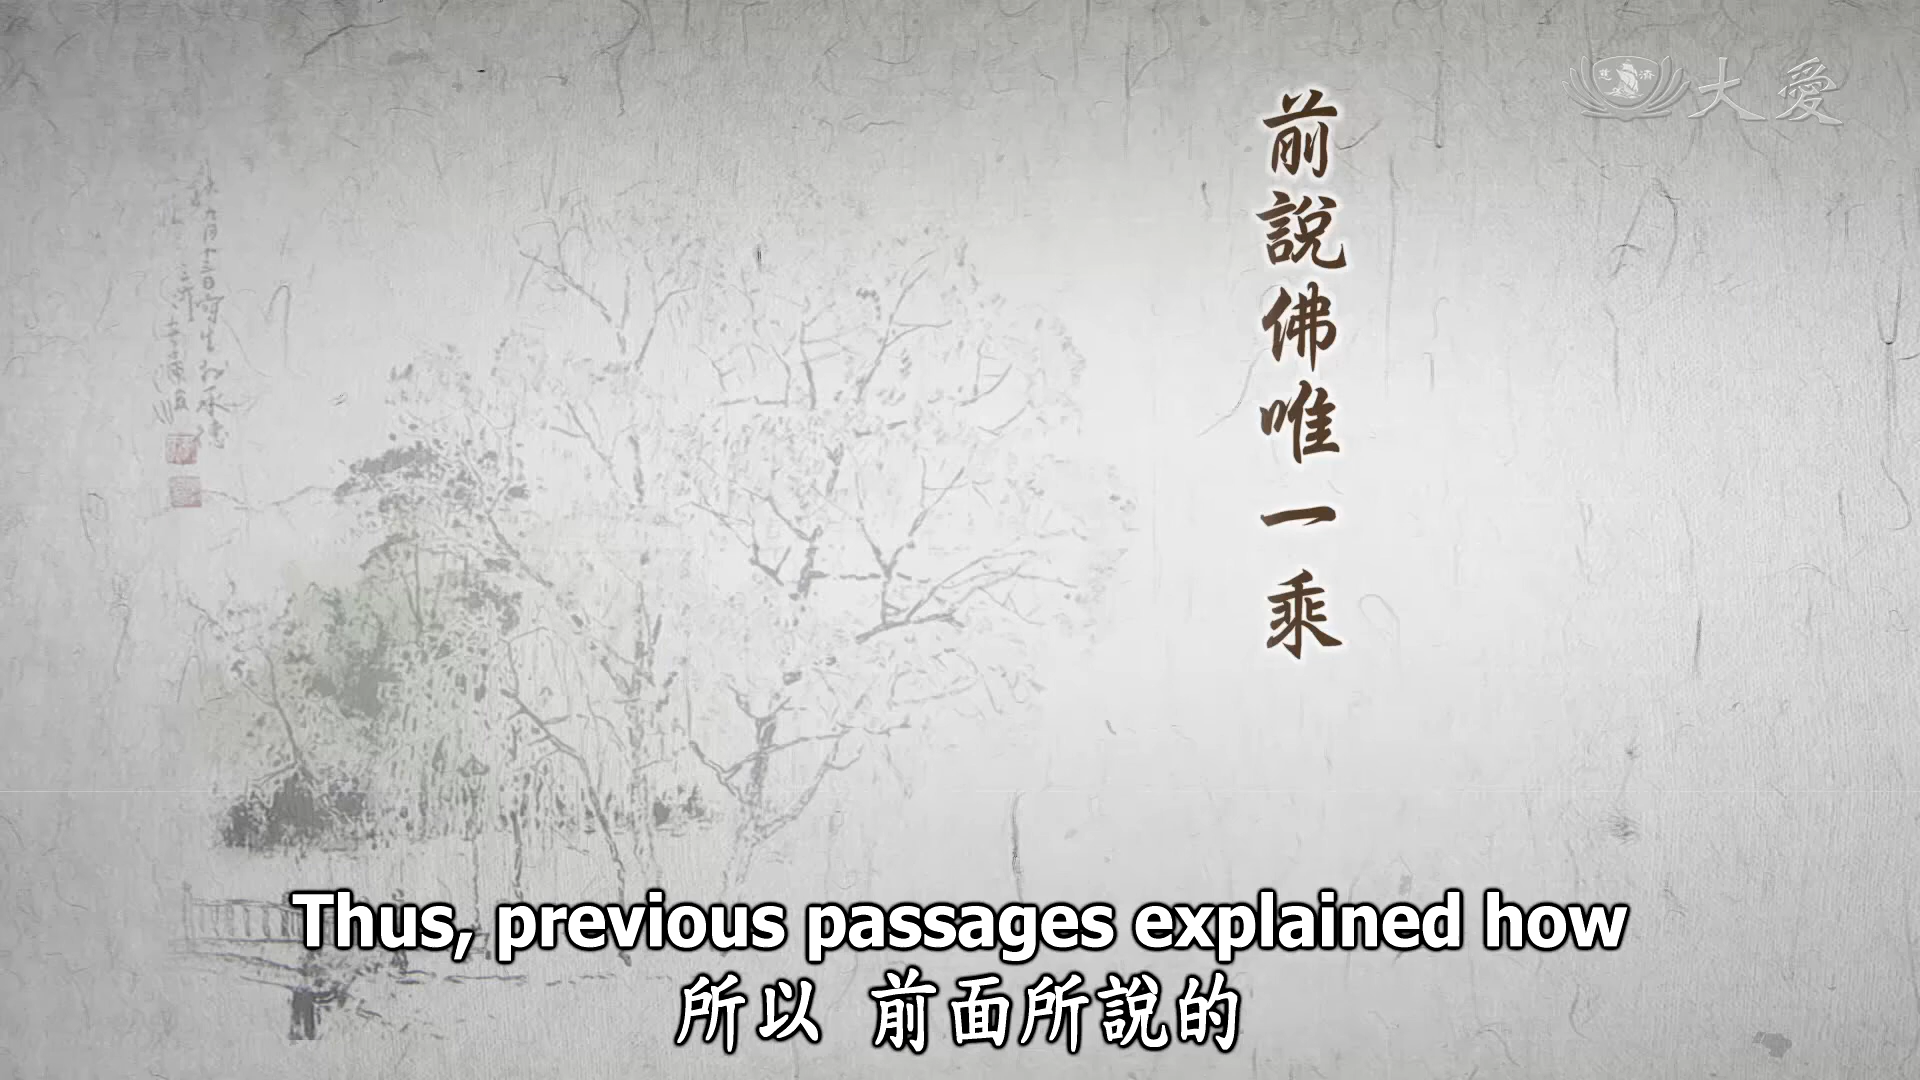 大愛
前說佛唯一乘
Thus, previous passages explained how
所以 前面所說的